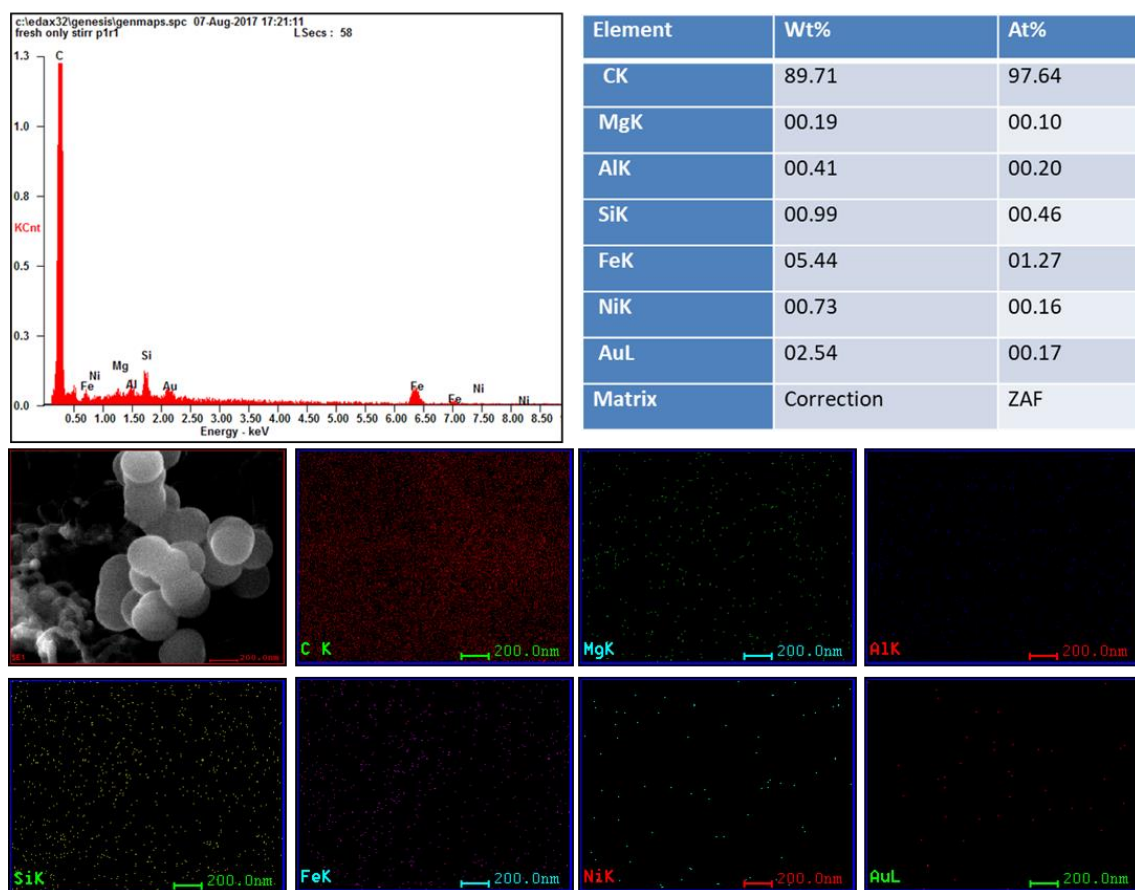 c:\edax32\genesis\genmaps.spc 07-Aug-2017 17:21:11
fresh only stirr p1r1 LSecs : 58
1.3
1.0
0.8
KCnt
0.5
0.3
0.0
C
Fe
Ni
Mg
Al
Si
Au
Fe
Fe
Ni
Ni
0.50 1.00 1.50 2.00 2.50 3.00 3.50 4.00 4.50 5.00 5.50 6.00 6.50 7.00 7.50 8.00 8.50
Energy - keV
Element Wt% At%
CK 89.71 97.64
MgK 00.19 00.10
AlK 00.41 00.20
SiK 00.99 00.46
FeK 05.44 01.27
NiK 00.73 00.16
AuL 02.54 00.17
Matrix Correction ZAF
SE1 200.0nm
C K 200.0nm
MgK 200.0nm
AlK 200.0nm
SiK 200.0nm
FeK 200.0nm
NiK 200.0nm
AuL 200.0nm